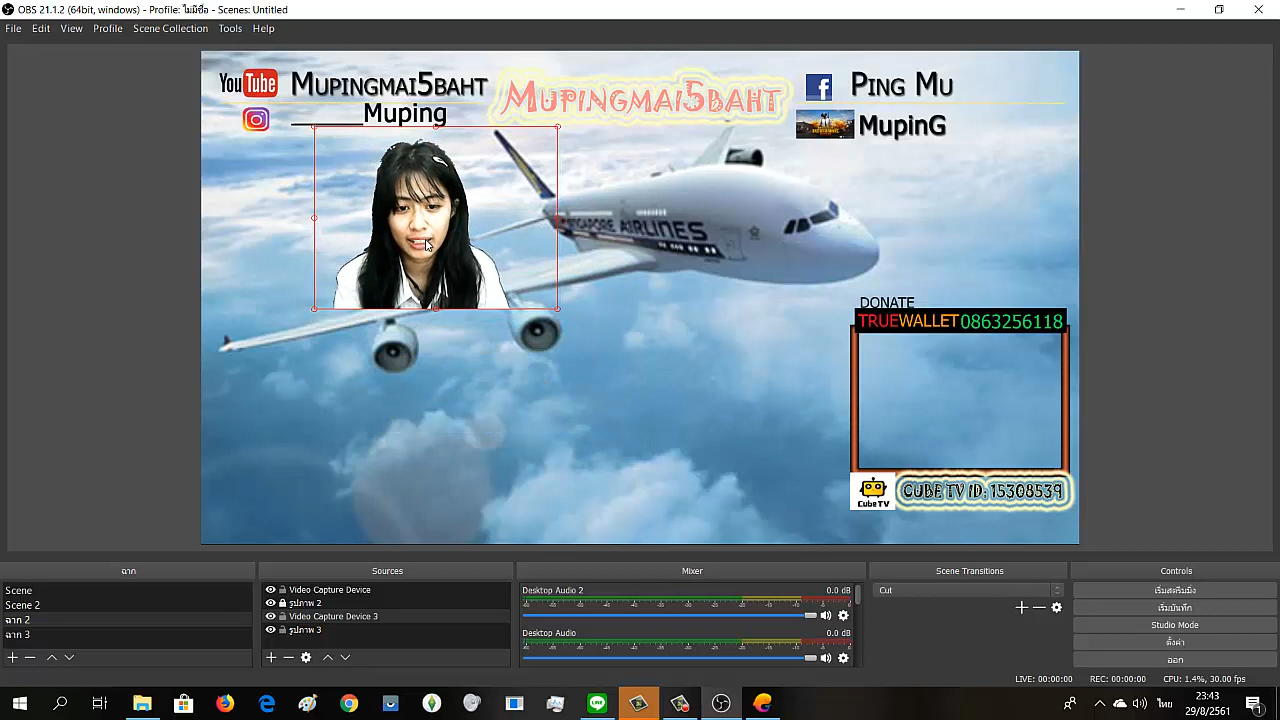 OBS 21.1.2 (64bit, windows) - Profile: ไม่มีชื่อ - Scenes: Untitled
File Edit View Profile Scene Collection Tools Help
YouTube MUPINGMAI5BAHT
MUPINGMAI5BAHT
PING MU
_____Muping
MupinG
SINGAPORE AIRLINES
DONATE
TRUEWALLET0863256118
CubeTV
CUBE TV ID: 15308539
ฉาก
Scene
Scene 2
ฉาก 2
ฉาก 3
Sources
Video Capture Device
รูปภาพ 2
Video Capture Device 3
รูปภาพ 3
Mixer
Desktop Audio 2 0.0 dB
Desktop Audio 0.0 dB
Scene Transitions
Cut
Controls
เริ่มสตรีมมิ่ง
เริ่มบันทึก
Studio Mode
ตั้งค่า
ออก
LIVE: 00:00:00 REC: 00:00:00 CPU: 1.4%, 30.00 fps
ไทย
23:43
29/8/2561